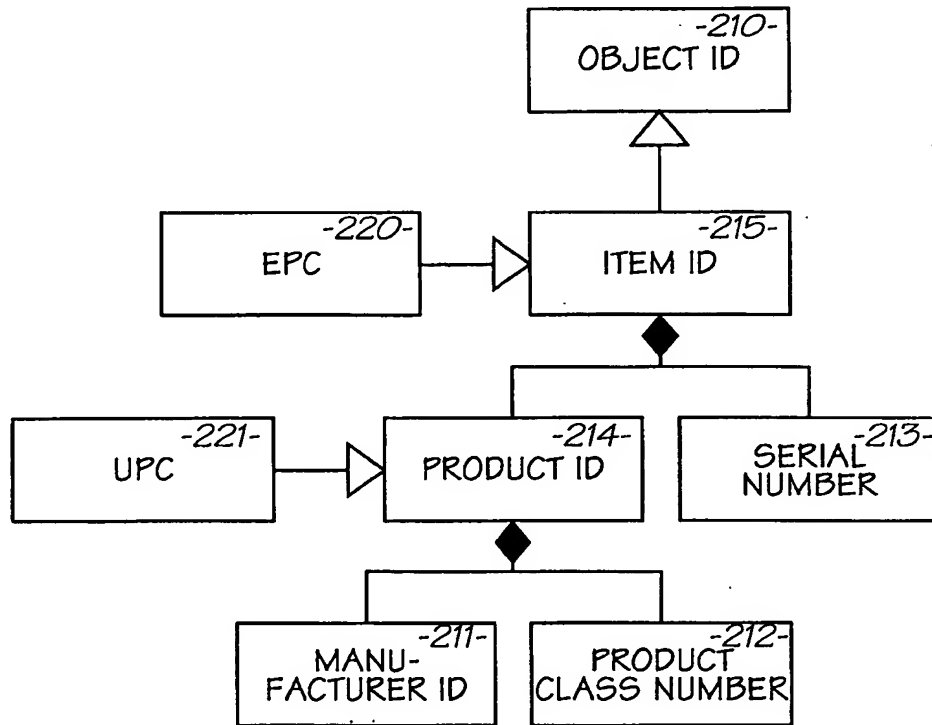 -210-
OBJECT ID
-220-
EPC
-215-
ITEM ID
-221-
UPC
-214-
PRODUCT ID
-213-
SERIAL
NUMBER
-211-
MANU-
FACTURER ID
-212-
PRODUCT
CLASS NUMBER